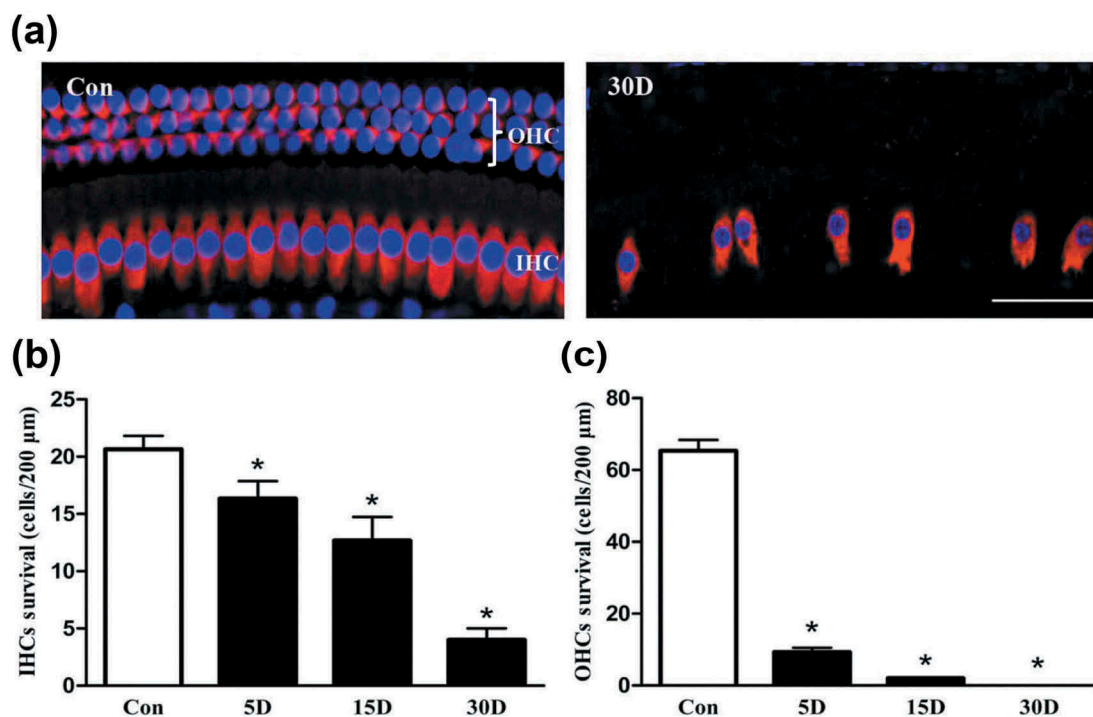 (a)
Con
OHC
IHC
30D
(b)
IHCs survival (cells/200 μm)
25
20
15
10
5
0
*
*
*
Con 5D 15D 30D
(c)
OHCs survival (cells/200 μm)
80
60
40
20
0
*
*
*
Con 5D 15D 30D